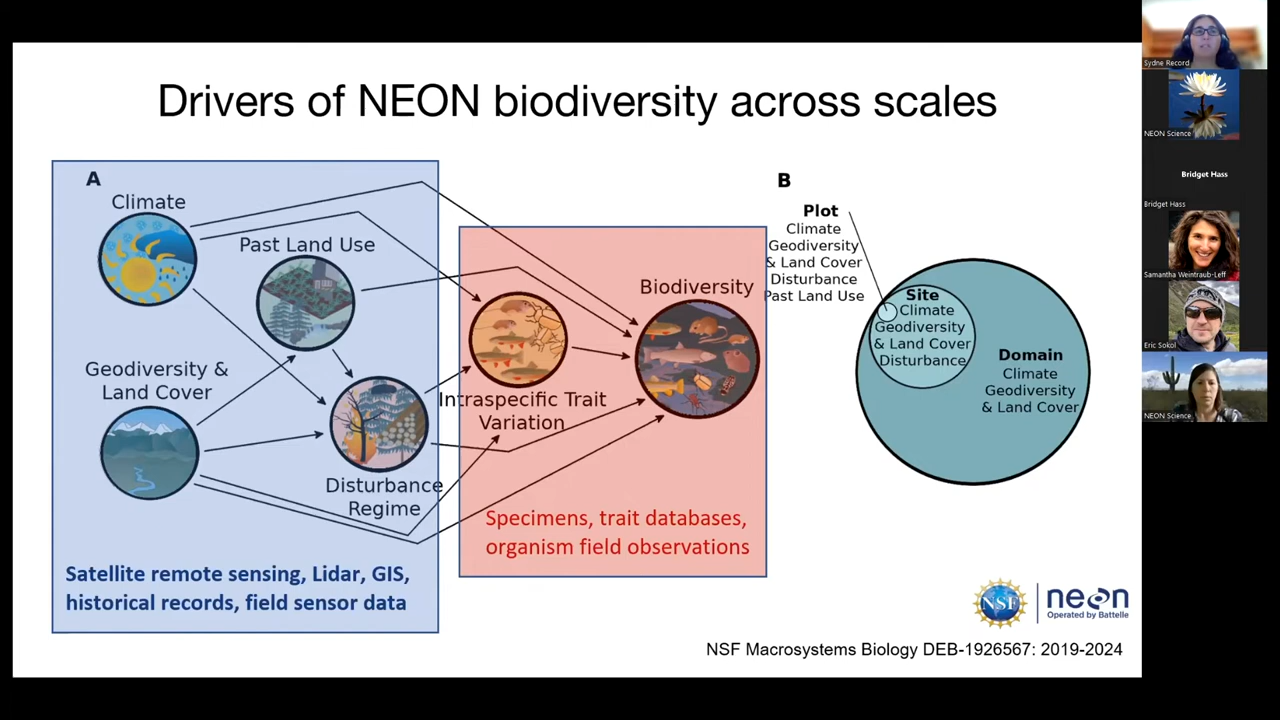 Drivers of NEON biodiversity across scales
A
Climate
Past Land Use
Geodiversity &
Land Cover
Disturbance
Regime
Satellite remote sensing, Lidar, GIS,
historical records, field sensor data
Intraspecific Trait
Variation
Biodiversity
Specimens, trait databases,
organism field observations
B
Plot
Climate
Geodiversity
& Land Cover
Disturbance
Past Land Use
Site
Climate
Geodiversity
& Land Cover
Disturbance
Domain
Climate
Geodiversity
& Land Cover
NSF
neon
Operated by Battelle
NSF Macrosystems Biology DEB-1926567: 2019-2024
Sydne Record
NEON Science
Bridget Hass
Bridget Hass
Samantha Weintraub-Leff
Eric Sokol
NEON Science